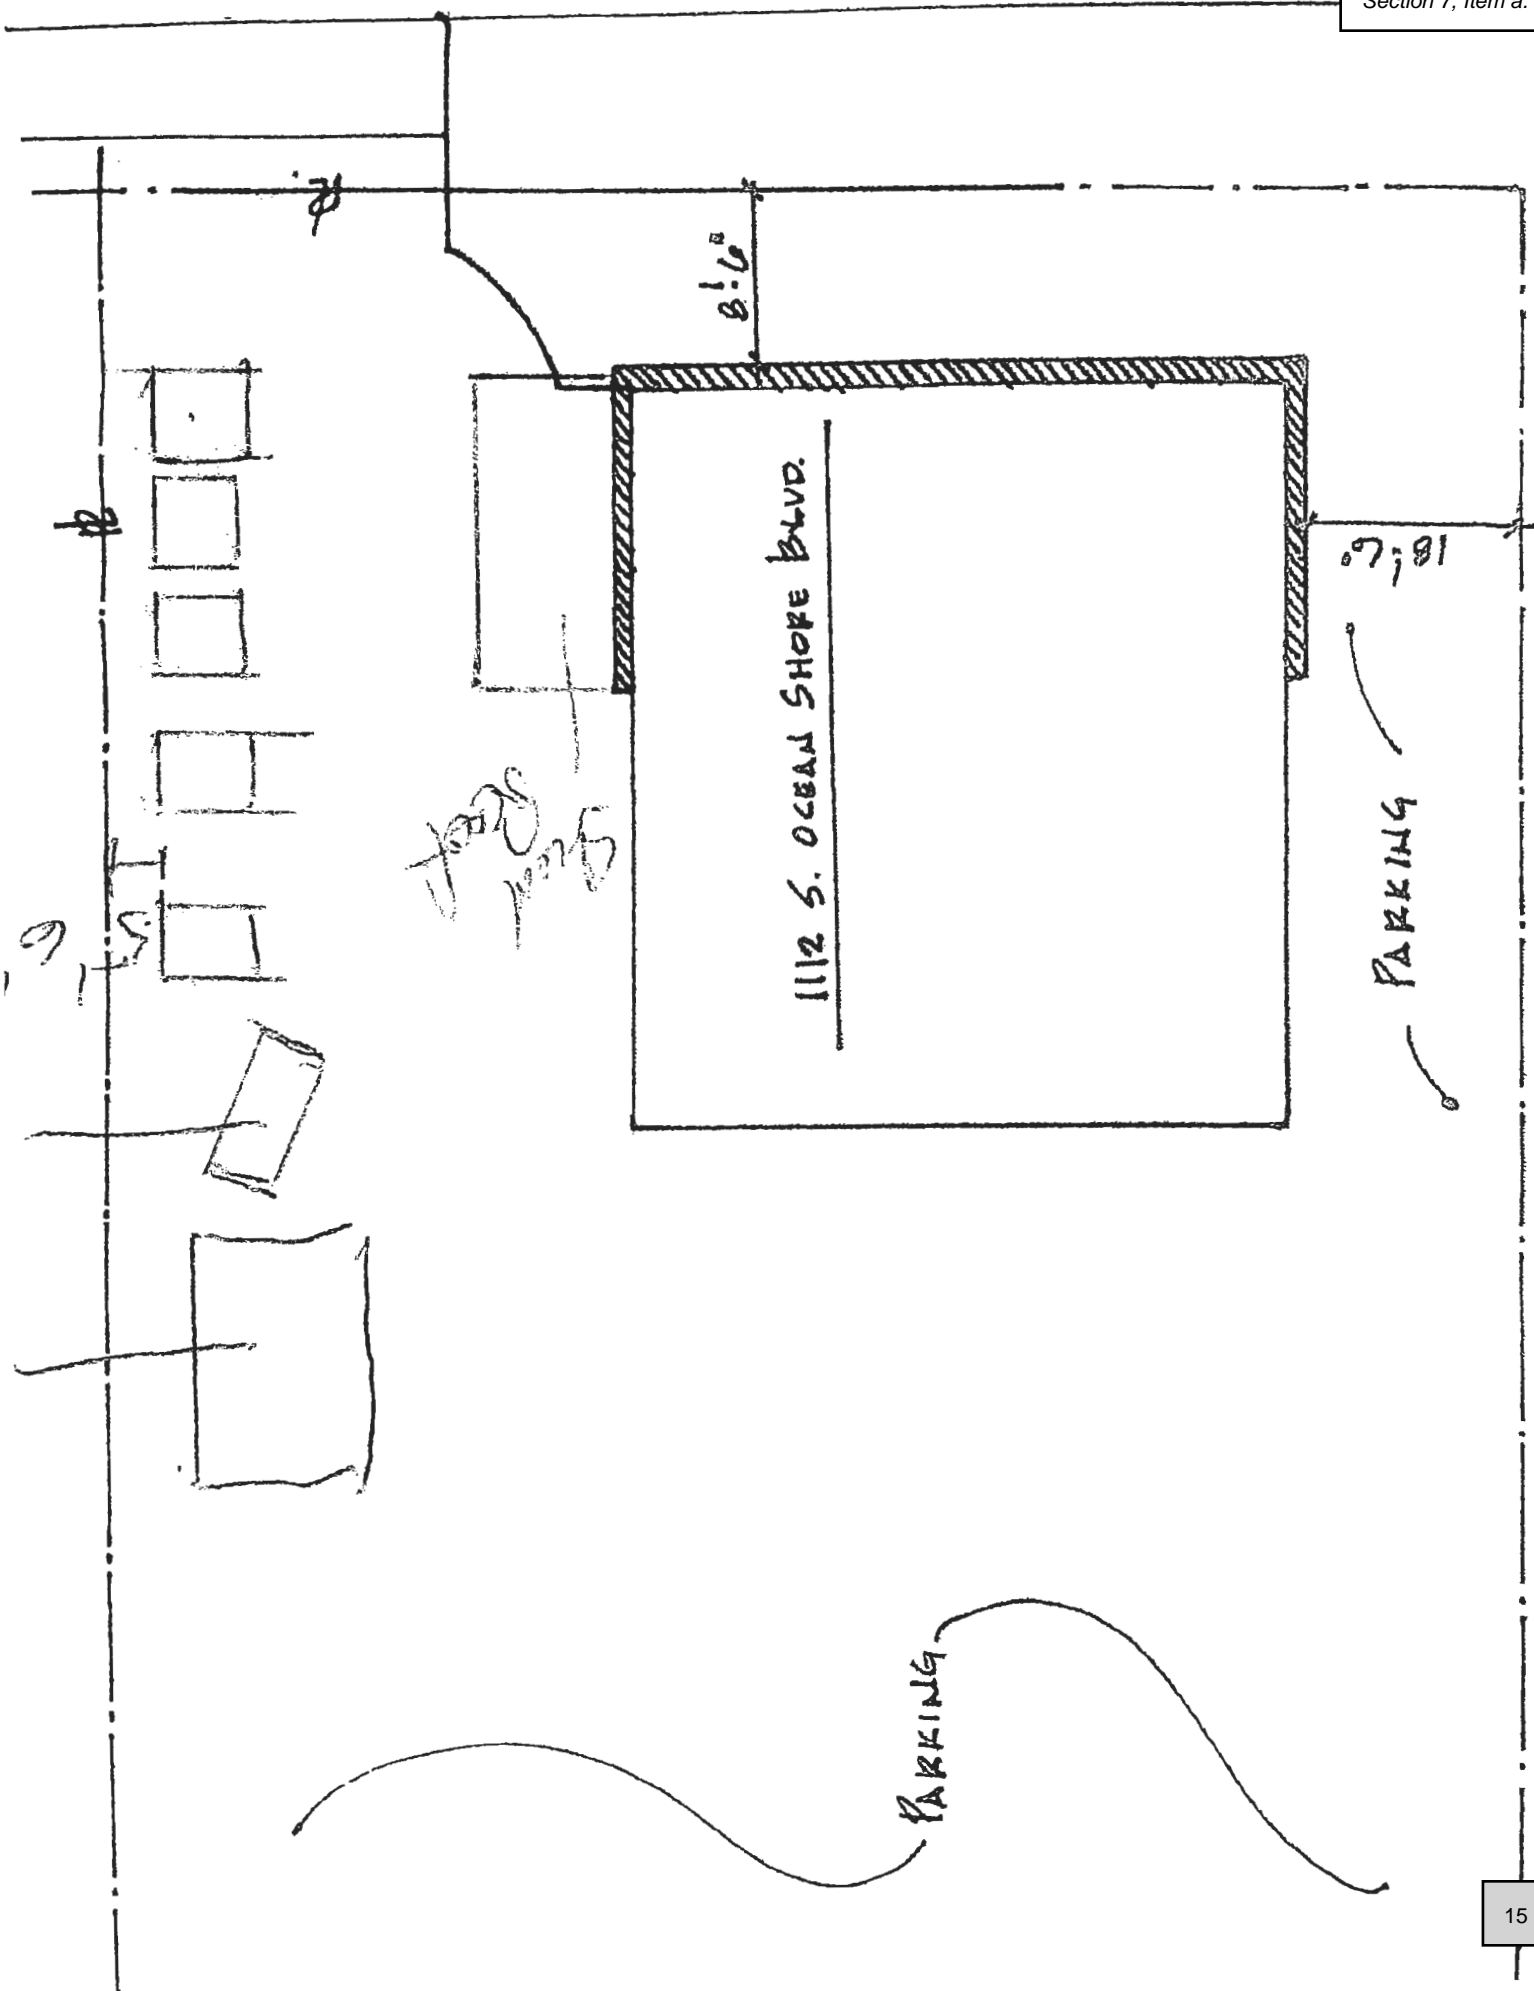 Section 7, Item a.
8'-6"
18'-6"
1112 S. OCEAN SHORE BLVD.
PARKING
PARKING
15